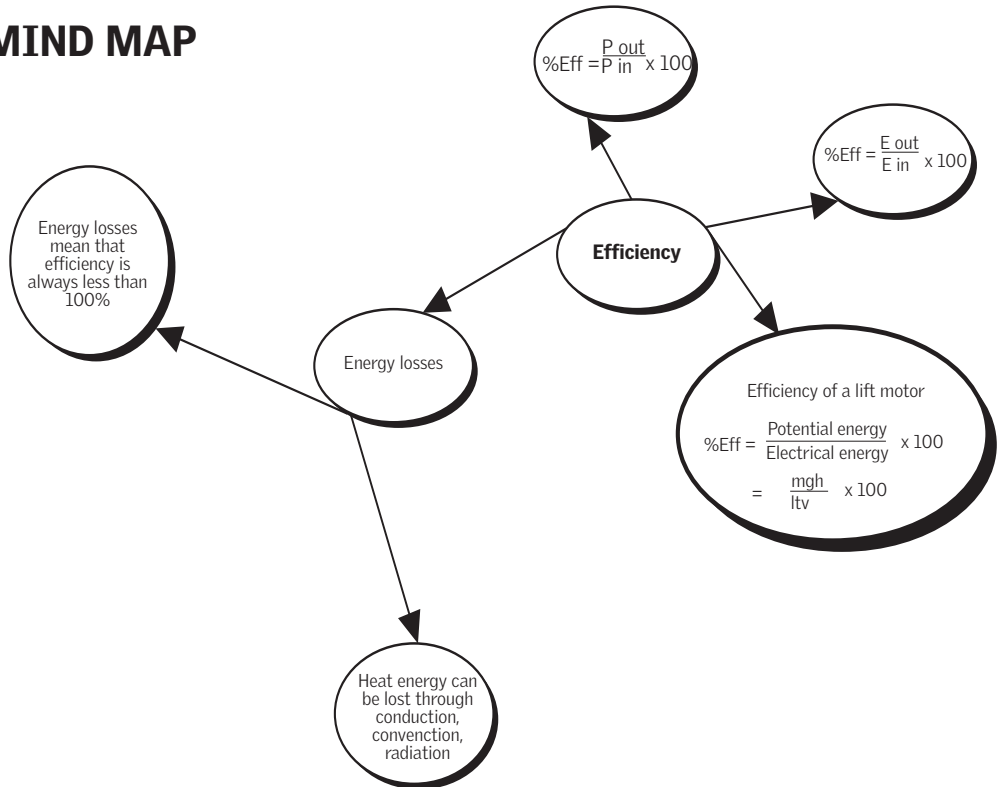 MIND MAP
%Eff = P out / P in x 100
%Eff = E out / E in x 100
Efficiency
Energy losses
mean that
efficiency is
always less than
100%
Energy losses
Efficiency of a lift motor
%Eff = Potential energy / Electrical energy x 100
= mgh / ltv x 100
Heat energy can
be lost through
conduction,
convenction,
radiation